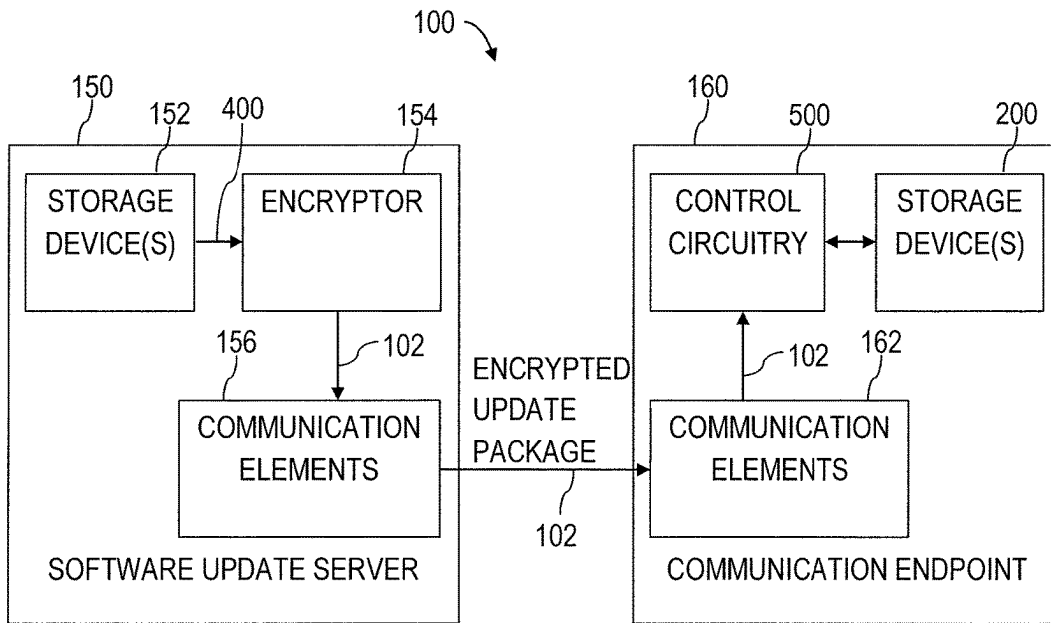 100
150
152
400
154
160
500
200
STORAGE
DEVICE(S)
ENCRYPTOR
CONTROL
CIRCUITRY
STORAGE
DEVICE(S)
156
102
ENCRYPTED
UPDATE
PACKAGE
102
162
COMMUNICATION
ELEMENTS
COMMUNICATION
ELEMENTS
102
SOFTWARE UPDATE SERVER
COMMUNICATION ENDPOINT